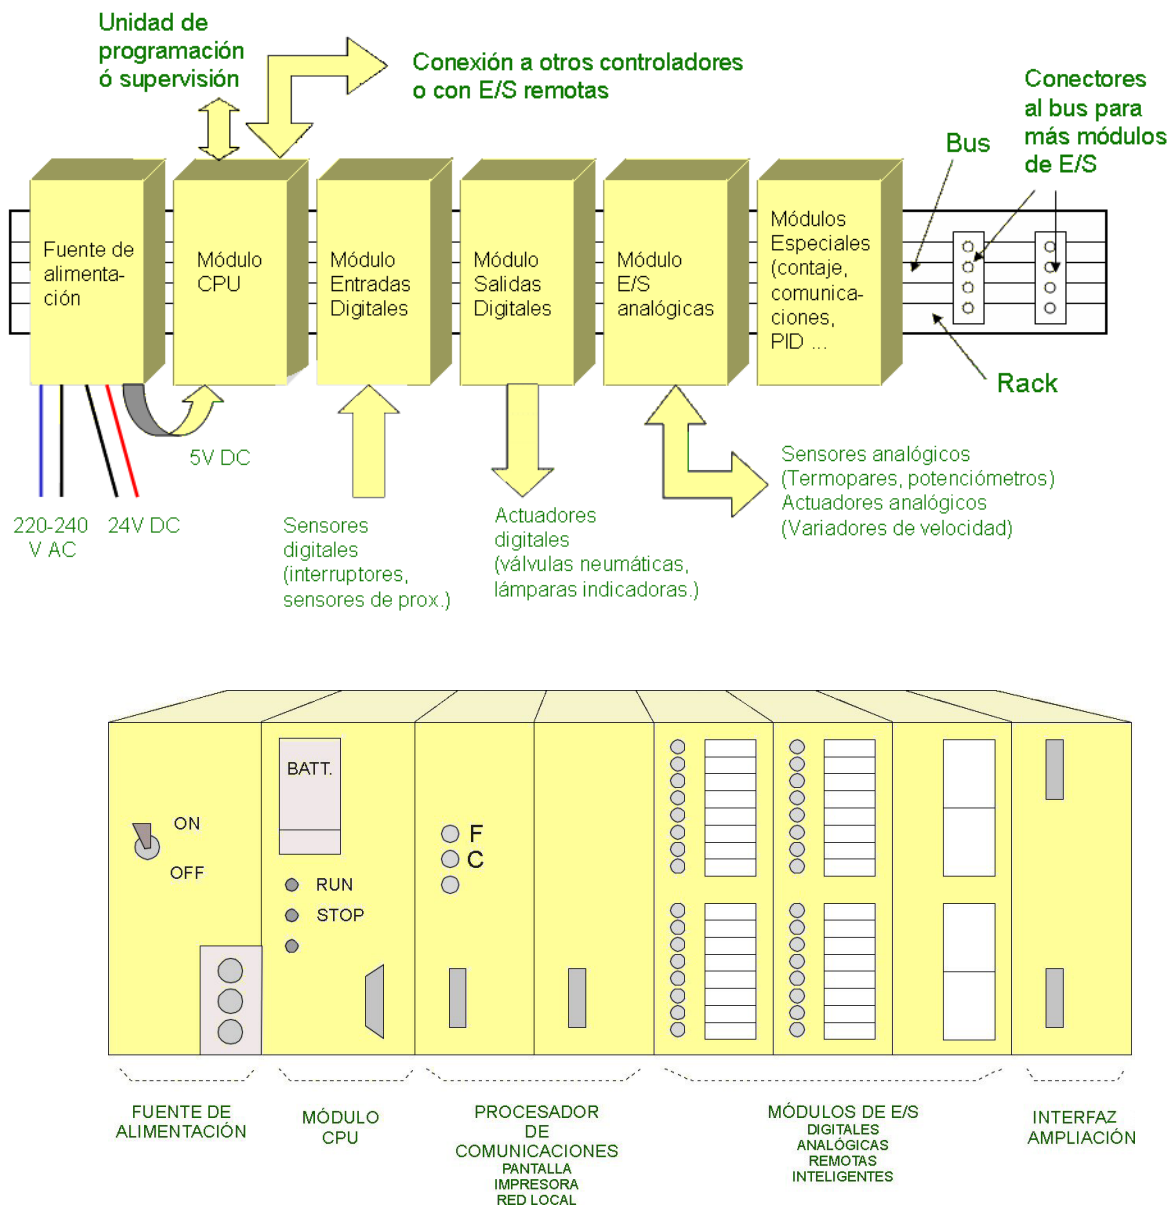 Unidad de
programación
ó supervisión
Conexión a otros controladores
o con E/S remotas
Conectores
al bus para
más módulos
de E/S
Bus
Fuente de
alimenta-
ción
Módulo
CPU
Módulo
Entradas
Digitales
Módulo
Salidas
Digitales
Módulo
E/S
analógicas
Módulos
Especiales
(contaje,
comunica-
ciones,
PID ...
Rack
5V DC
220-240
V AC
24V DC
Sensores
digitales
(interruptores,
sensores de prox.)
Actuadores
digitales
(válvulas neumáticas,
lámparas indicadoras.)
Sensores analógicos
(Termopares, potenciómetros)
Actuadores analógicos
(Variadores de velocidad)
ON
OFF
BATT.
RUN
STOP
F
C
FUENTE DE
ALIMENTACIÓN
MÓDULO
CPU
PROCESADOR
DE
COMUNICACIONES
PANTALLA
IMPRESORA
RED LOCAL
MÓDULOS DE E/S
DIGITALES
ANALÓGICAS
REMOTAS
INTELIGENTES
INTERFAZ
AMPLIACIÓN